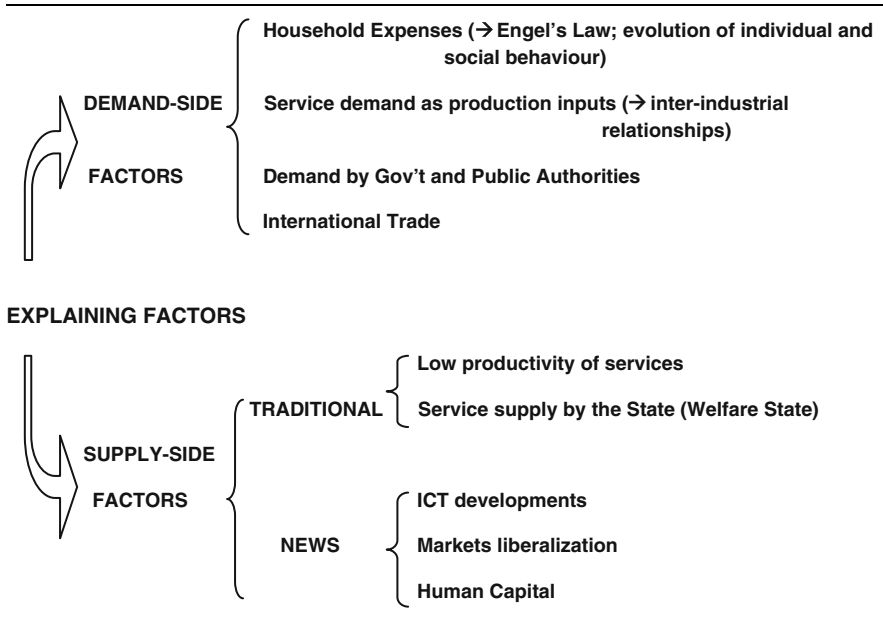 Household Expenses (→ Engel’s Law; evolution of individual and
social behaviour)
DEMAND-SIDE
Service demand as production inputs (→ inter-industrial
relationships)
FACTORS
Demand by Gov’t and Public Authorities
International Trade
EXPLAINING FACTORS
Low productivity of services
TRADITIONAL
Service supply by the State (Welfare State)
SUPPLY-SIDE
FACTORS
ICT developments
NEWS
Markets liberalization
Human Capital